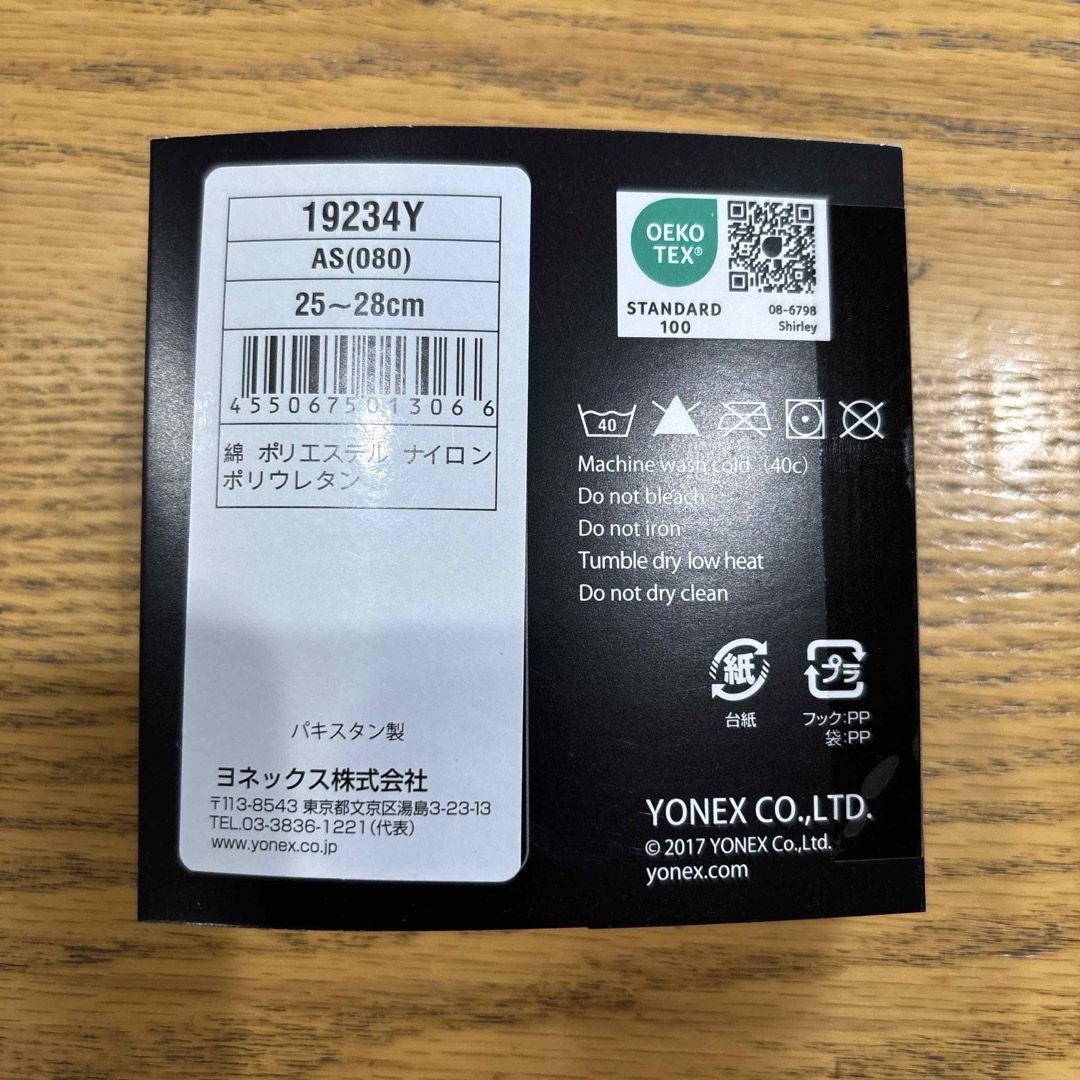 19234Y
AS(080)
25〜28cm
4550675013066
綿 ポリエステル ナイロン
ポリウレタン
パキスタン製
ヨネックス株式会社
〒113-8543 東京都文京区湯島3-23-13
TEL.03-3836-1221(代表)
www.yonex.co.jp
OEKO
TEX®
STANDARD
100
08-6798
Shirley
40
Machine wash cold (40c)
Do not bleach
Do not iron
Tumble dry low heat
Do not dry clean
紙
台紙
プラ
フック:PP
袋:PP
YONEX CO.,LTD.
© 2017 YONEX Co.,Ltd.
yonex.com